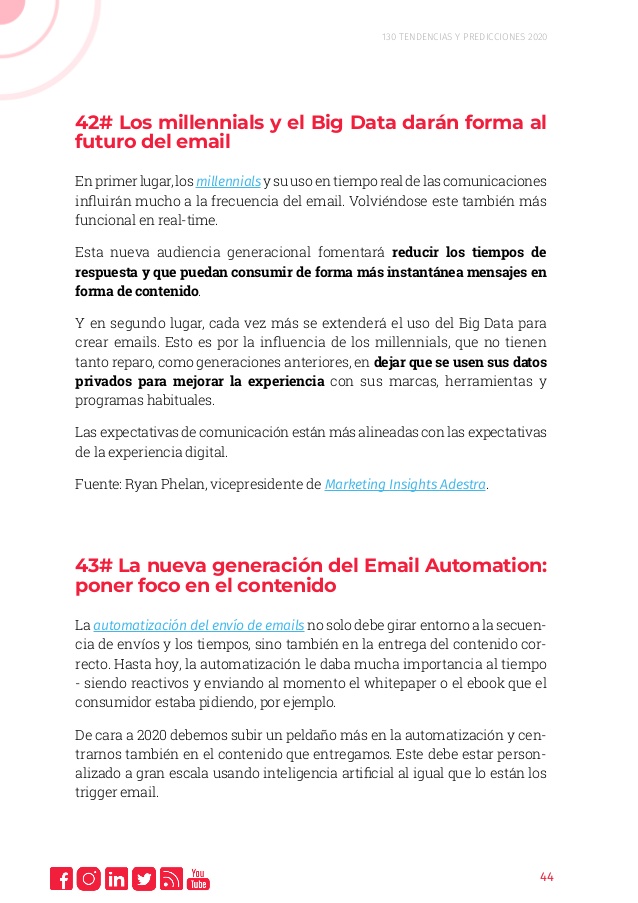 130 TENDENCIAS Y PREDICCIONES 2020
42# Los millennials y el Big Data darán forma al
futuro del email
En primer lugar, los millennials y su uso en tiempo real de las comunicaciones
influirán mucho a la frecuencia del email. Volviéndose este también más
funcional en real-time.
Esta nueva audiencia generacional fomentará reducir los tiempos de
respuesta y que puedan consumir de forma más instantánea mensajes en
forma de contenido.
Y en segundo lugar, cada vez más se extenderá el uso del Big Data para
crear emails. Esto es por la influencia de los millennials, que no tienen
tanto reparo, como generaciones anteriores, en dejar que se usen sus datos
privados para mejorar la experiencia con sus marcas, herramientas y
programas habituales.
Las expectativas de comunicación están más alineadas con las expectativas
de la experiencia digital.
Fuente: Ryan Phelan, vicepresidente de Marketing Insights Adestra.
43# La nueva generación del Email Automation:
poner foco en el contenido
La automatización del envío de emails no solo debe girar entorno a la secuen-
cia de envíos y los tiempos, sino también en la entrega del contenido cor-
recto. Hasta hoy, la automatización le daba mucha importancia al tiempo
- siendo reactivos y enviando al momento el whitepaper o el ebook que el
consumidor estaba pidiendo, por ejemplo.
De cara a 2020 debemos subir un peldaño más en la automatización y cen-
trarnos también en el contenido que entregamos. Este debe estar person-
alizado a gran escala usando inteligencia artificial al igual que lo están los
trigger email.
You
Tube
44